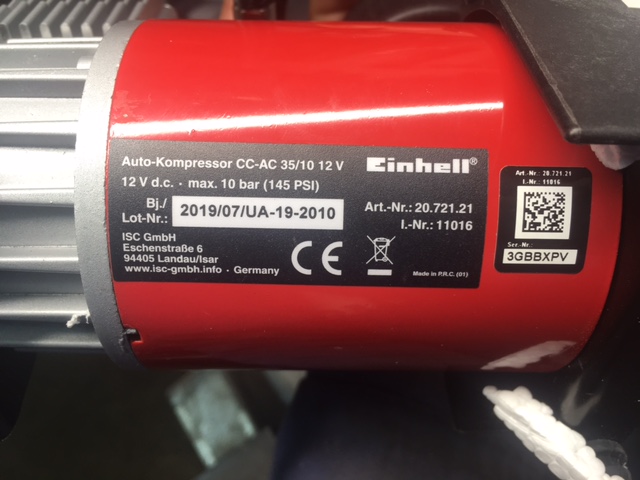 Auto-Kompressor CC-AC 35/10 12 V
Einhell®
12 V d.c. · max. 10 bar (145 PSI)
Bj./
Lot-Nr.: 2019/07/UA-19-2010
Art.-Nr.: 20.721.21
I.-Nr.: 11016
ISC GmbH
Eschenstraße 6
94405 Landau/Isar
www.isc-gmbh.info · Germany
CE
Made in P.R.C. (01)
Art.-Nr.: 20.721.21
I.-Nr.: 11016
Ser.-Nr.:
3GBBXPV